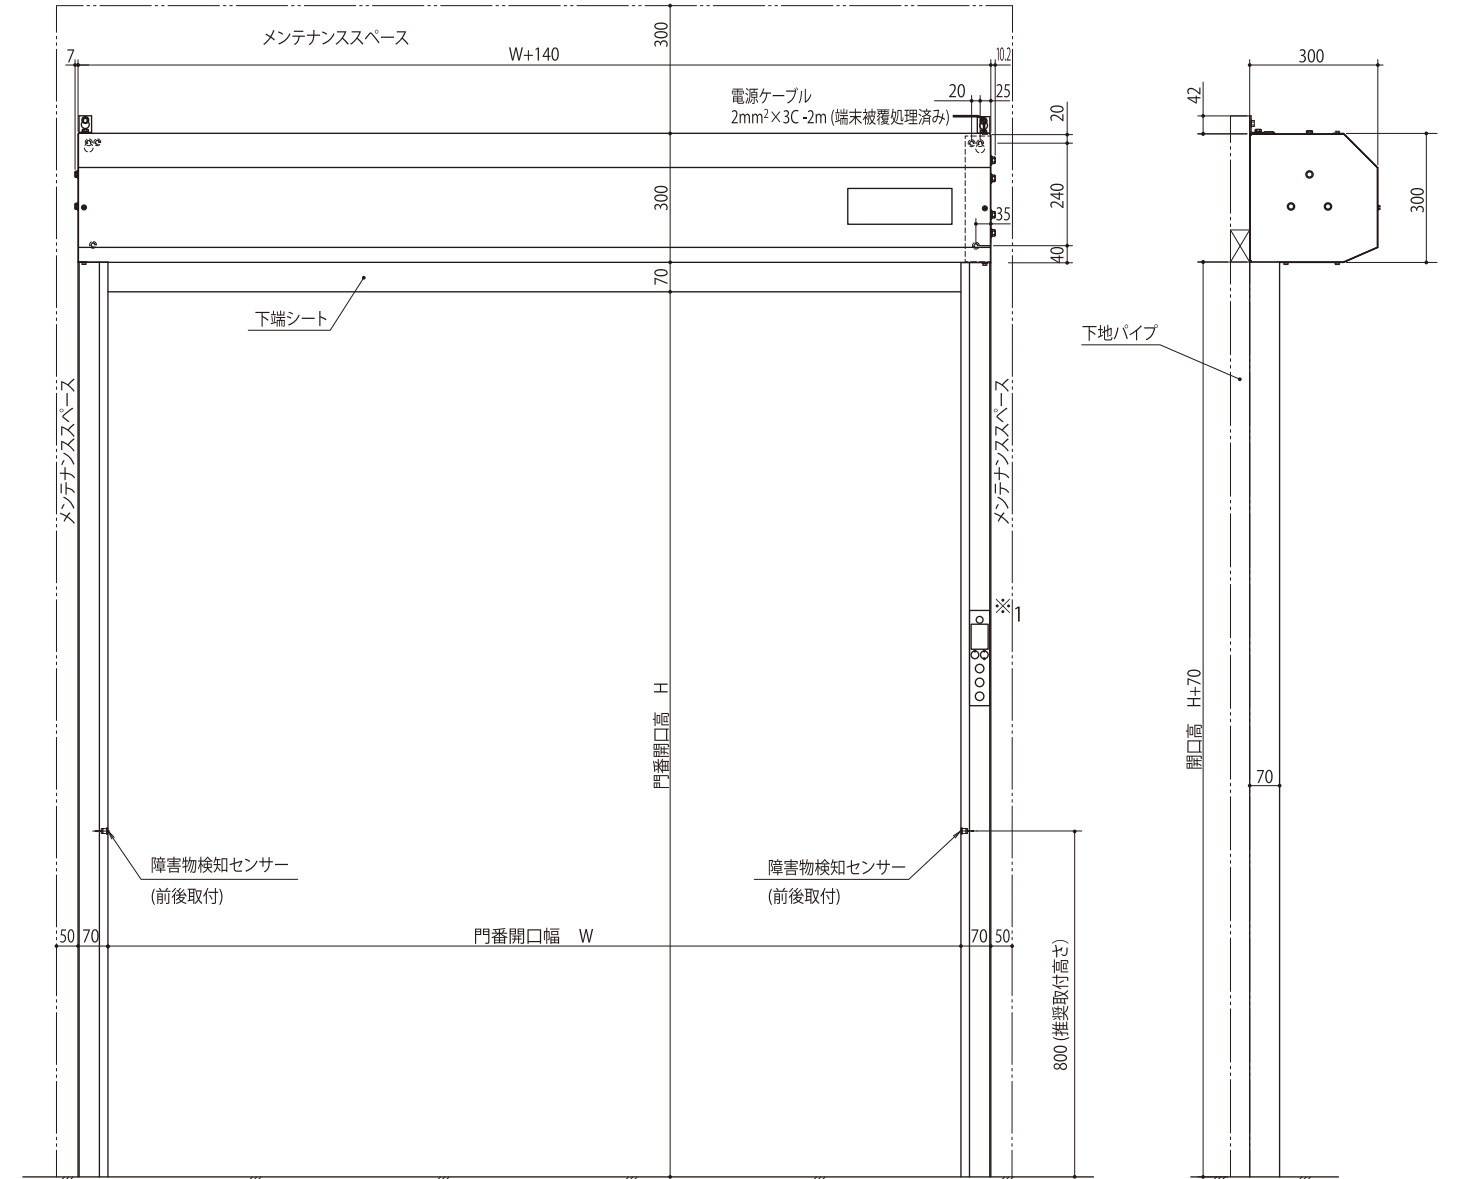 メンテナンススペース
300
7
W+140
10.2
電源ケーブル
2mm²×3C -2m (端末被覆処理済み)
20
25
20
300
35
240
40
70
下端シート
メンテナンススペース
メンテナンススペース
※1
門番開口高 H
障害物検知センサー
(前後取付)
障害物検知センサー
(前後取付)
50
70
門番開口幅 W
70
50
800 (推奨取付高さ)
300
42
300
下地パイプ
開口高 H+70
70